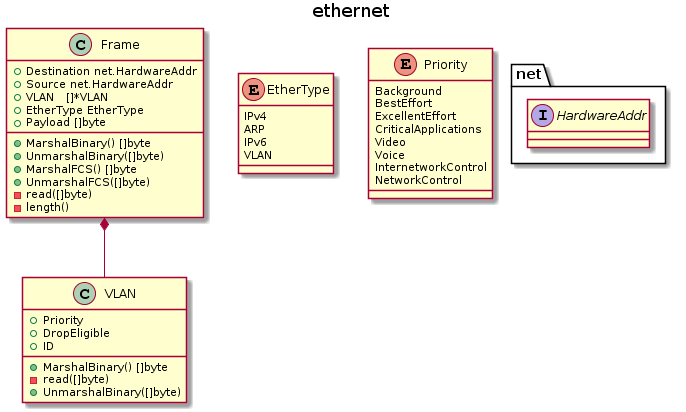 ethernet
C Frame
Destination net.HardwareAddr
Source net.HardwareAddr
VLAN []*VLAN
EtherType EtherType
Payload []byte
MarshalBinary() []byte
UnmarshalBinary([]byte)
MarshalFCS() []byte
UnmarshalFCS([]byte)
read([]byte)
length()
E EtherType
IPv4
ARP
IPv6
VLAN
E Priority
Background
BestEffort
ExcellentEffort
CriticalApplications
Video
Voice
InternetworkControl
NetworkControl
net
I HardwareAddr
C VLAN
Priority
DropEligible
ID
MarshalBinary() []byte
read([]byte)
UnmarshalBinary([]byte)